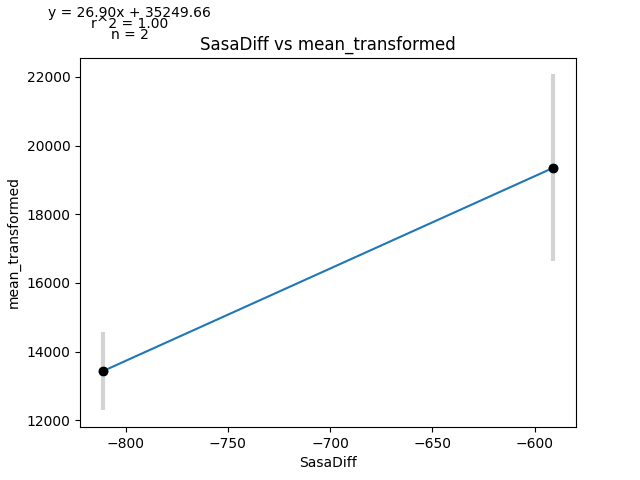 y = 26.90x + 35249.66
r^2 = 1.00
n = 2
SasaDiff vs mean_transformed
22000
20000
18000
16000
14000
12000
mean_transformed
−800
−750
−700
−650
−600
SasaDiff